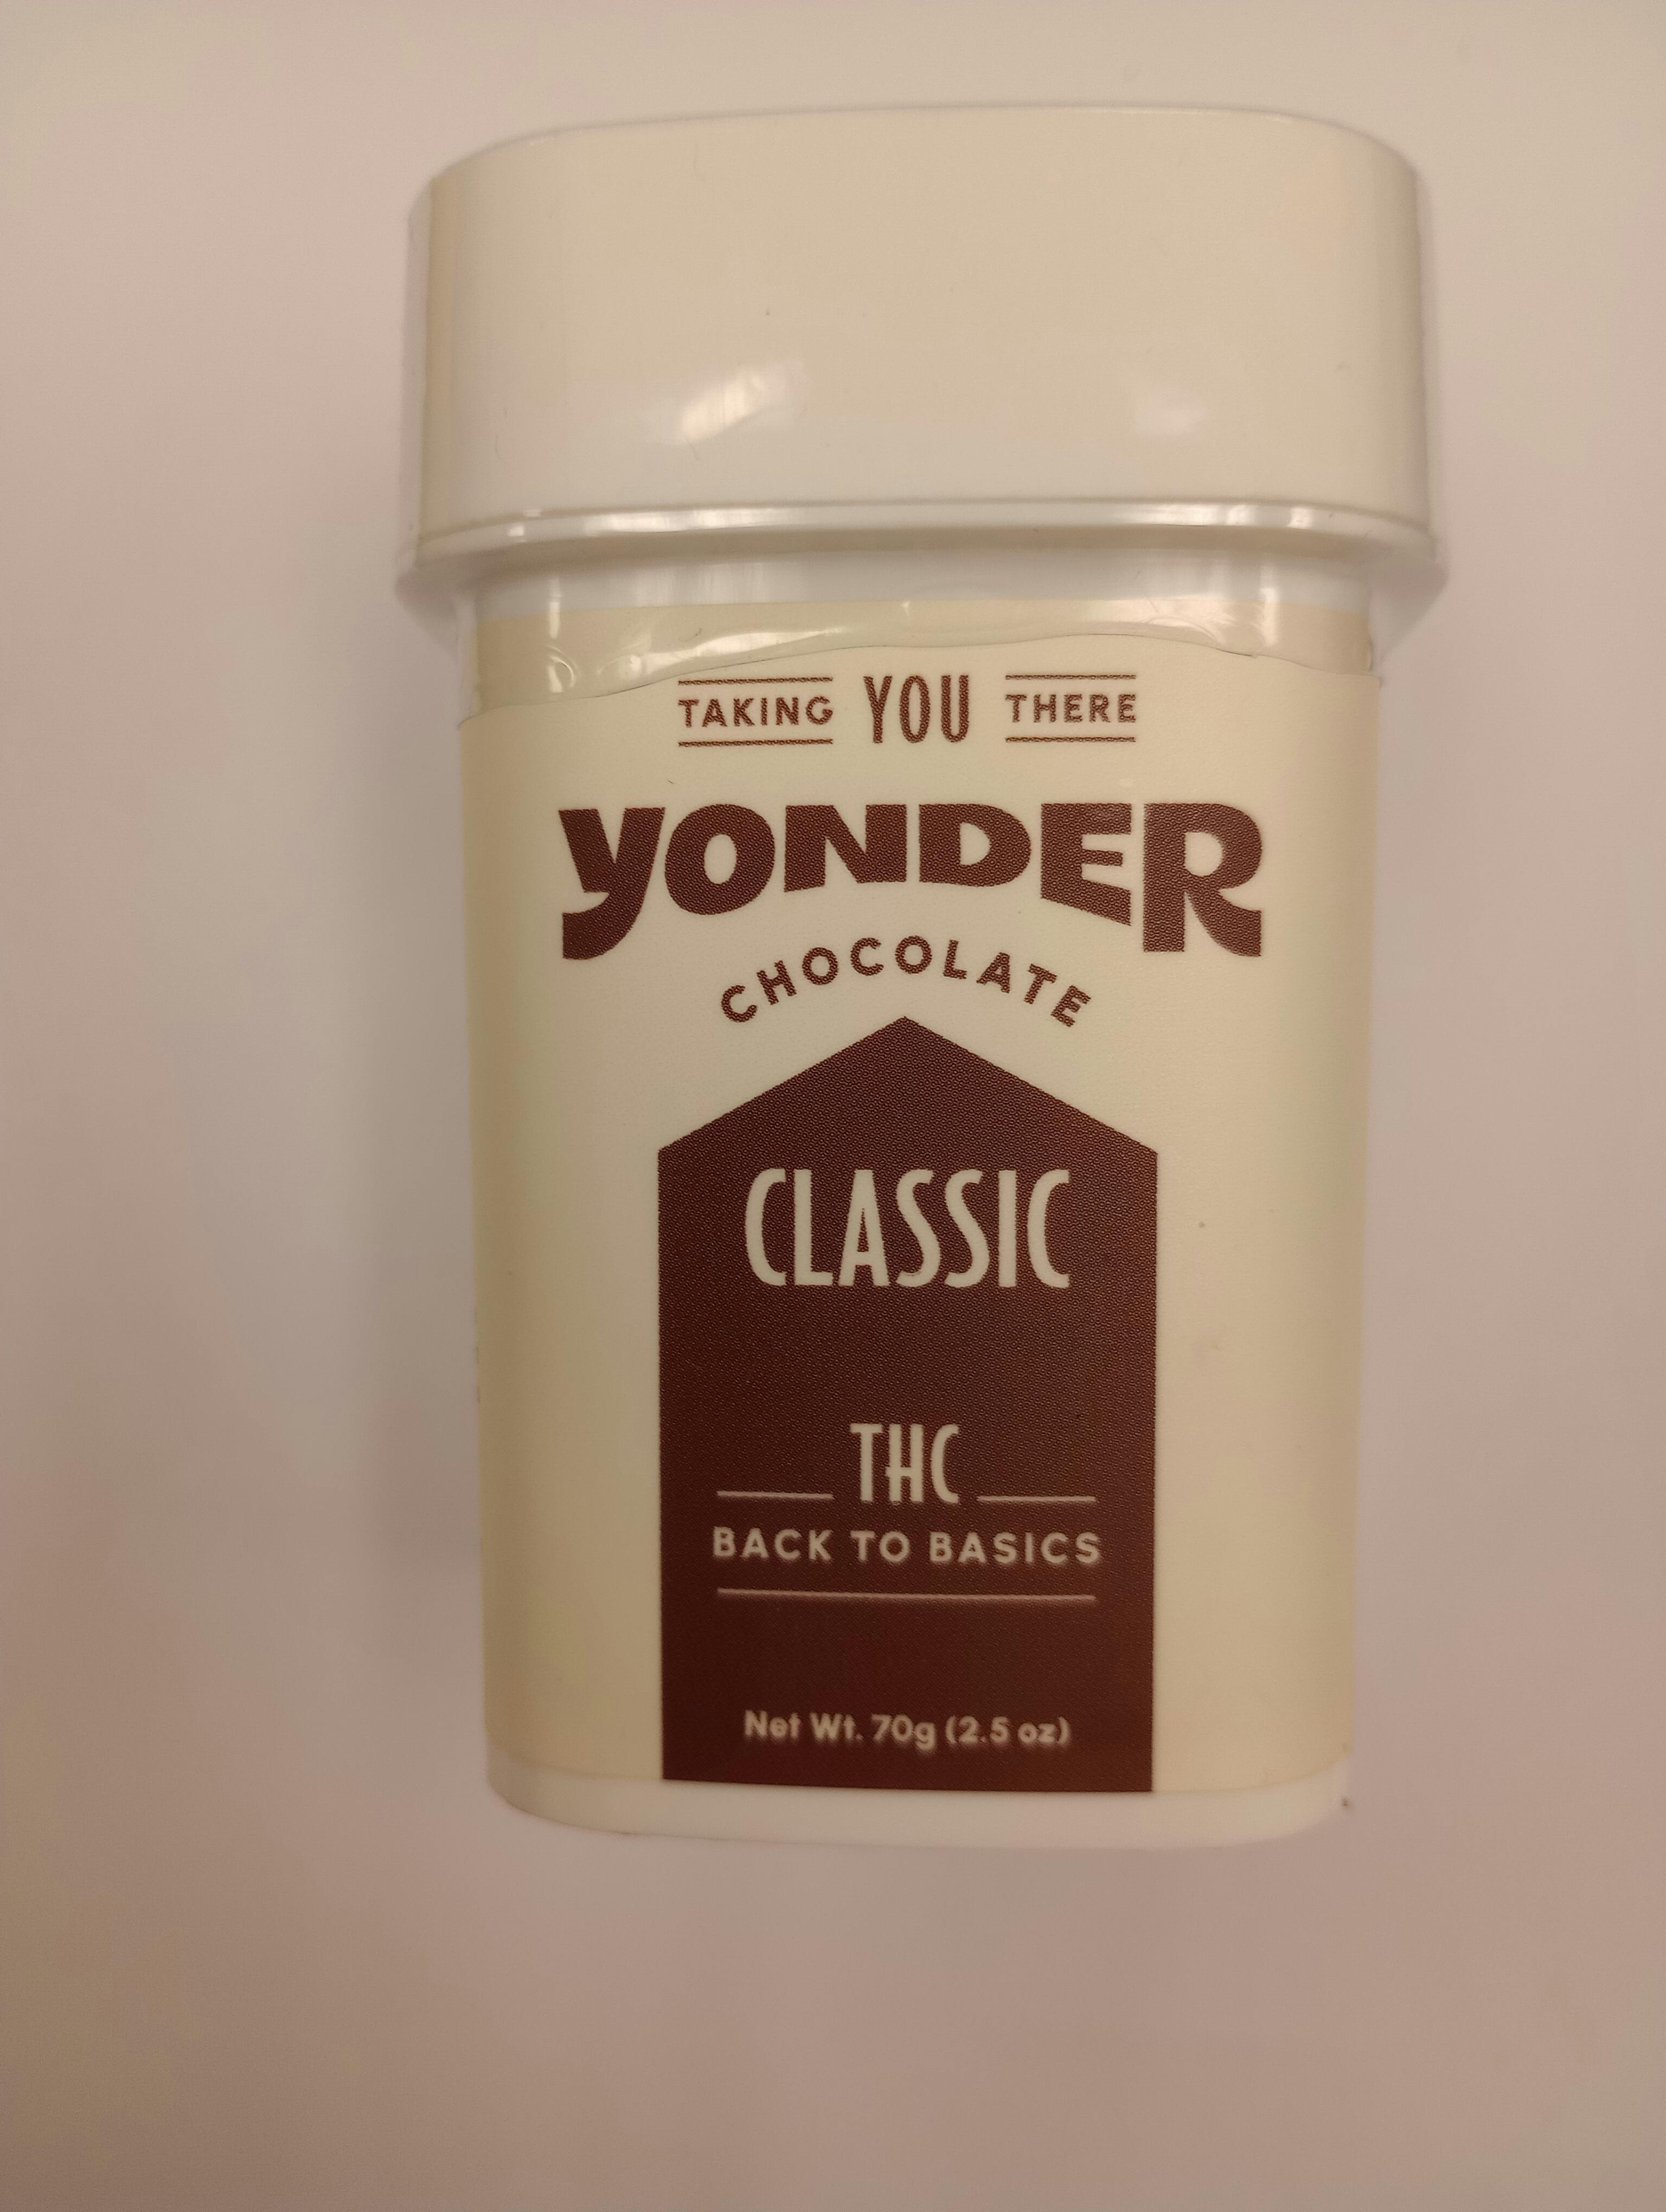 TAKING YOU THERE
YONDER
CHOCOLATE
CLASSIC
THC
BACK TO BASICS
Net Wt. 70g (2.5 oz)